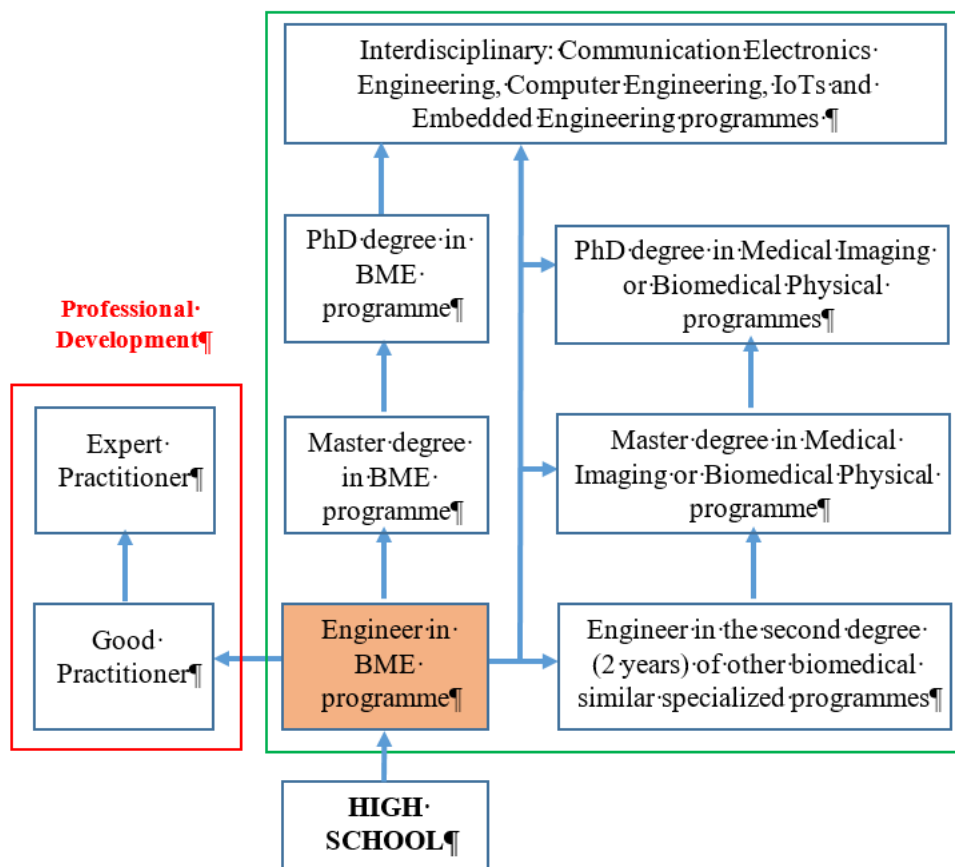 Interdisciplinary:·Communication·Electronics·
Engineering,·Computer·Engineering,·IoTs·and·
Embedded·Engineering·programmes·¶
PhD·degree·in·
BME·
programme¶
PhD·degree·in·Medical·Imaging·
or·Biomedical·Physical·
programmes¶
Professional·
Development¶
Expert·
Practitioner¶
Master·degree·
in·BME·
programme¶
Master·degree·in·Medical·
Imaging·or·Biomedical·Physical·
programme¶
Good·
Practitioner¶
Engineer·in·
BME·
programme¶
Engineer·in·the·second·degree·
(2·years)·of·other·biomedical·
similar·specialized·programmes¶
HIGH·
SCHOOL¶